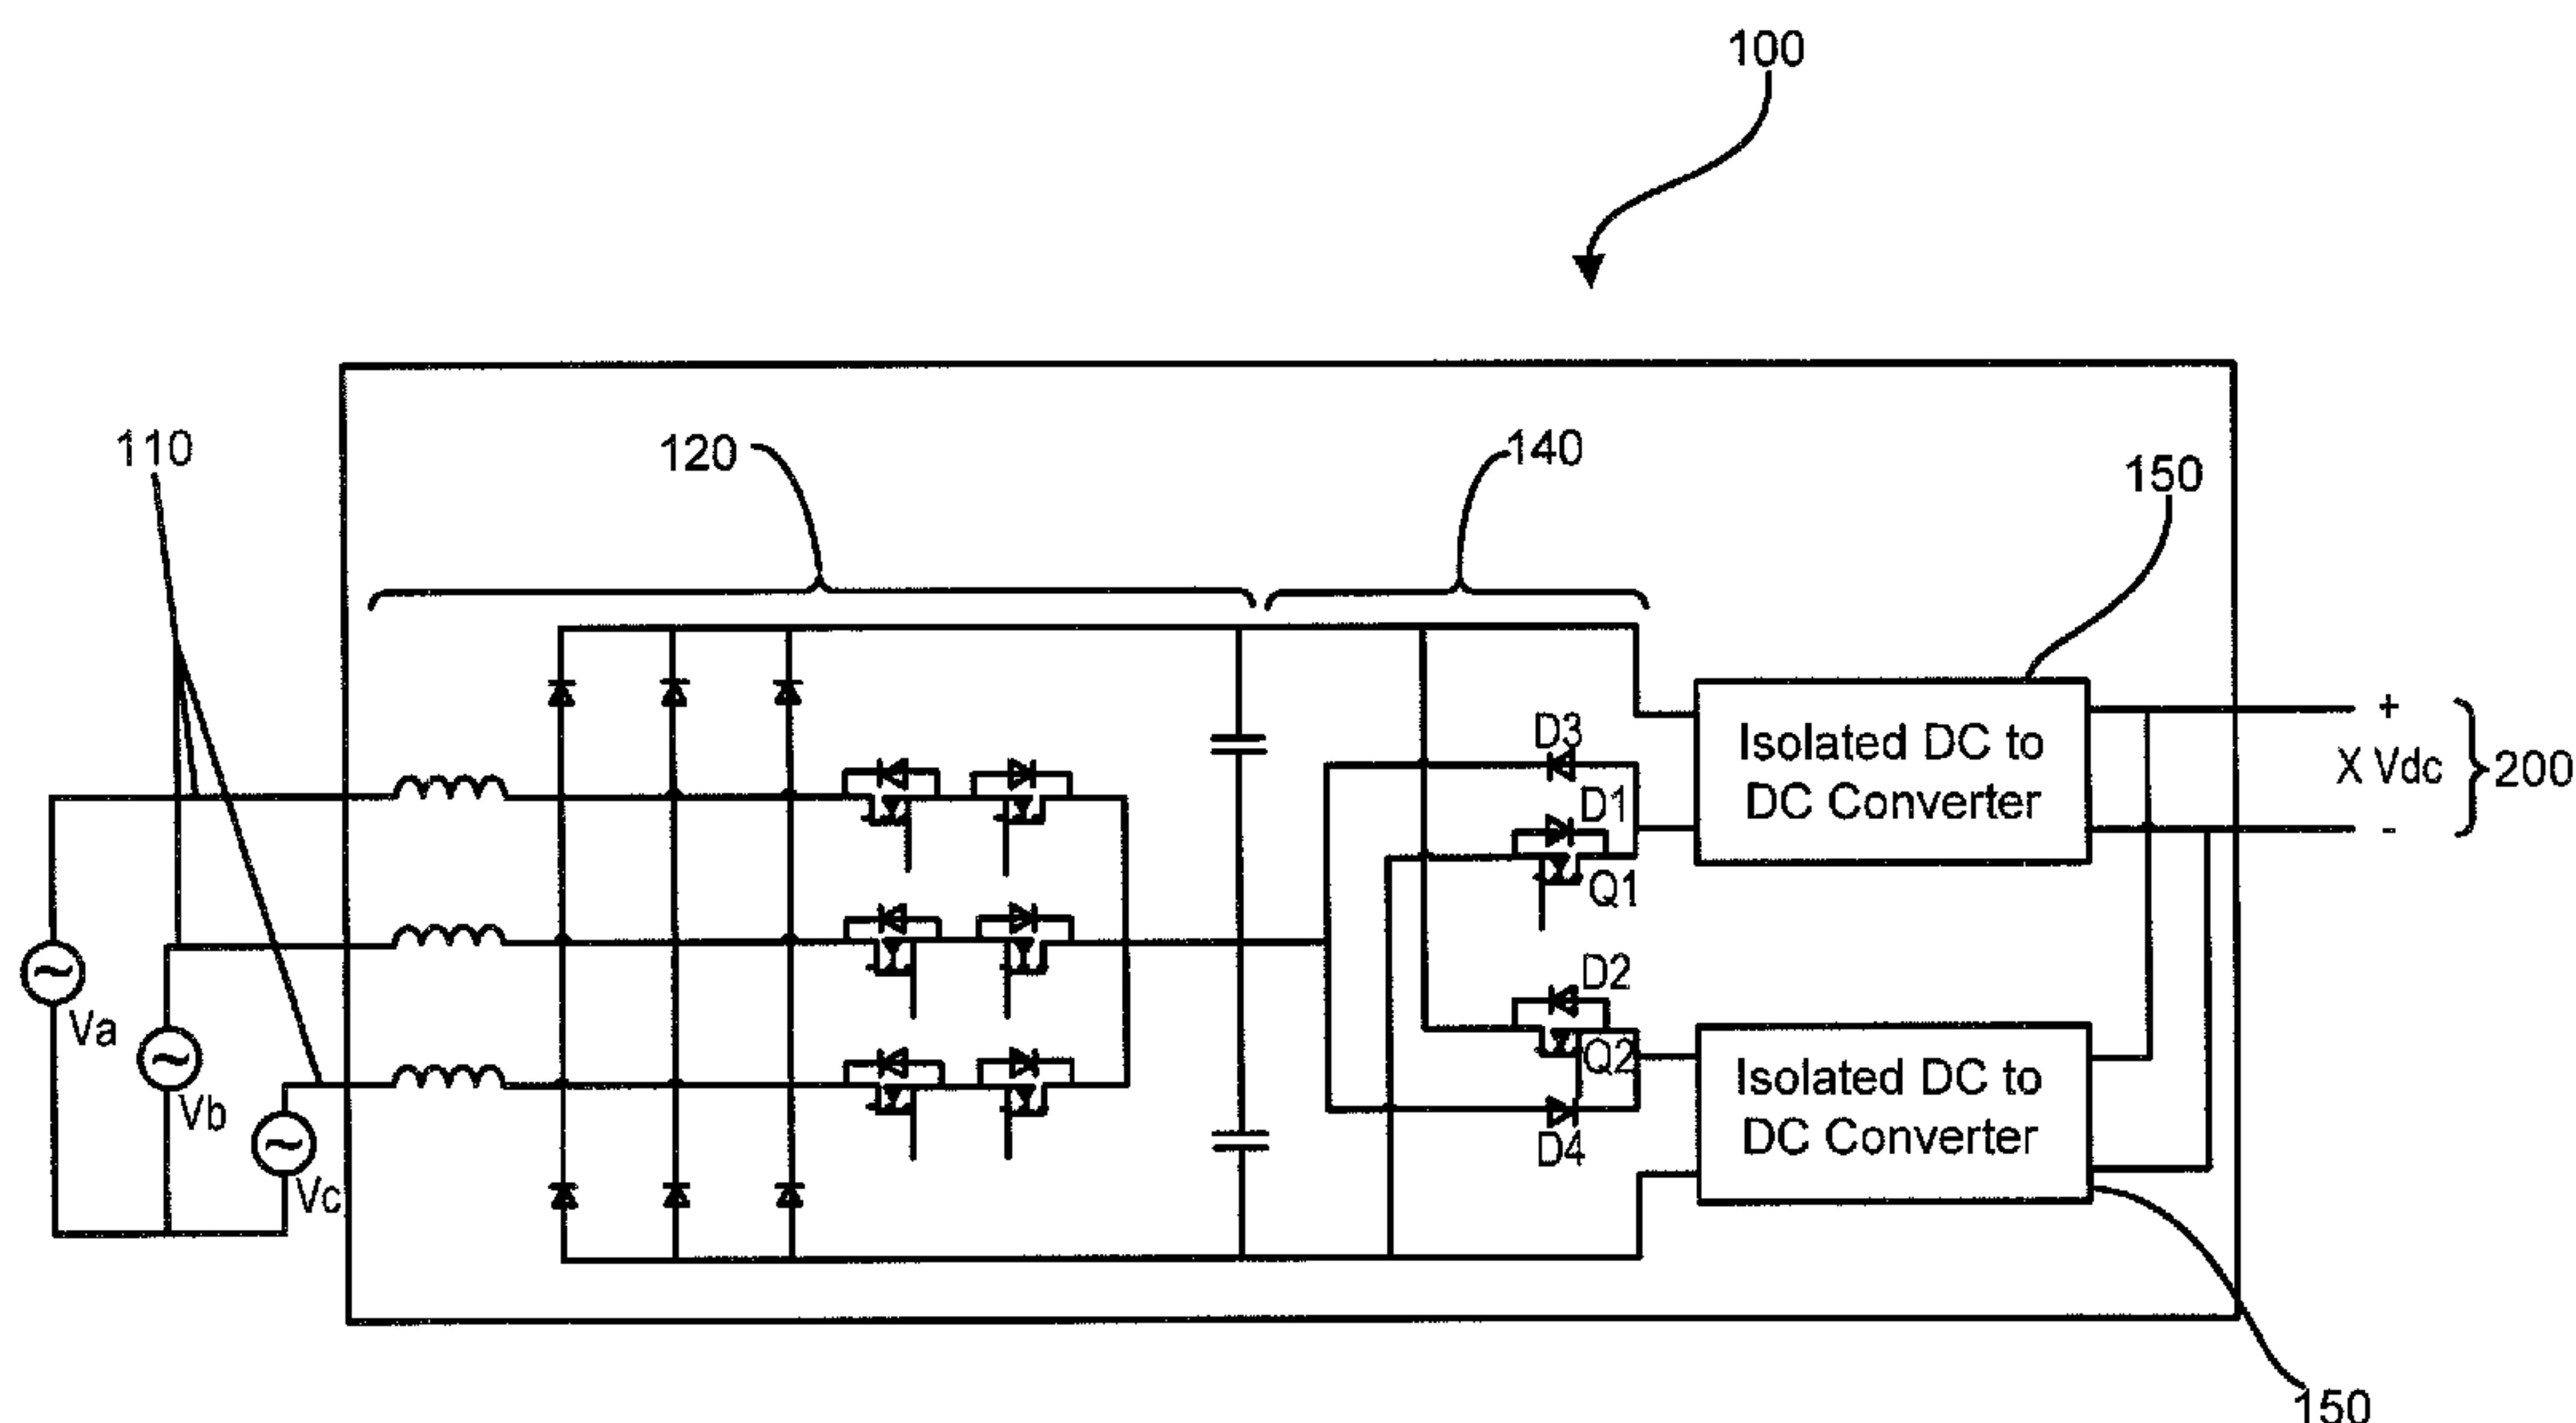 100
110
120
140
150
D3
D1
Q1
Isolated DC to
DC Converter
+
X Vdc
-
200
D2
Q2
D4
Isolated DC to
DC Converter
Va
Vb
Vc
150